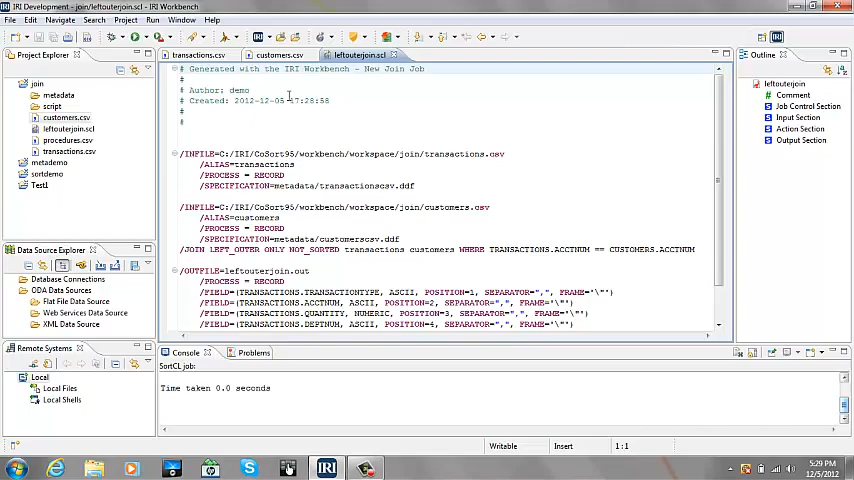 IRI Development - join/leftouterjoin.scl - IRI Workbench
File Edit Navigate Search Project Run Window Help
Project Explorer
join
metadata
script
customers.csv
leftouterjoin.scl
procedures.csv
transactions.csv
metademo
sortdemo
Test1
Data Source Explorer
Database Connections
ODA Data Sources
Flat File Data Source
Web Services Data Source
XML Data Source
Remote Systems
Local
Local Files
Local Shells
transactions.csv customers.csv leftouterjoin.scl
# Generated with the IRI Workbench - New Join Job
#
# Author: demo
# Created: 2012-12-05 17:28:58
#
#
/INFILE=C:/IRI/CoSort95/workbench/workspace/join/transactions.csv
/ALIAS=transactions
/PROCESS = RECORD
/SPECIFICATION=metadata/transactionscsv.ddf
/INFILE=C:/IRI/CoSort95/workbench/workspace/join/customers.csv
/ALIAS=customers
/PROCESS = RECORD
/SPECIFICATION=metadata/customerscsv.ddf
/JOIN LEFT_OUTER ONLY NOT_SORTED transactions customers WHERE TRANSACTIONS.ACCTNUM == CUSTOMERS.ACCTNUM
/OUTFILE=leftouterjoin.out
/PROCESS = RECORD
/FIELD=(TRANSACTIONS.TRANSACTIONTYPE, ASCII, POSITION=1, SEPARATOR=",", FRAME='\"')
/FIELD=(TRANSACTIONS.ACCTNUM, ASCII, POSITION=2, SEPARATOR=",", FRAME='\"')
/FIELD=(TRANSACTIONS.QUANTITY, NUMERIC, POSITION=3, SEPARATOR=",", FRAME='\"')
/FIELD=(TRANSACTIONS.DEPTNUM, ASCII, POSITION=4, SEPARATOR=",", FRAME='\"')
Outline
leftouterjoin
Comment
Job Control Section
Input Section
Action Section
Output Section
Console Problems
SortCL job:
Time taken 0.0 seconds
Writable Insert 1:1
IRI
5:29 PM
12/5/2012